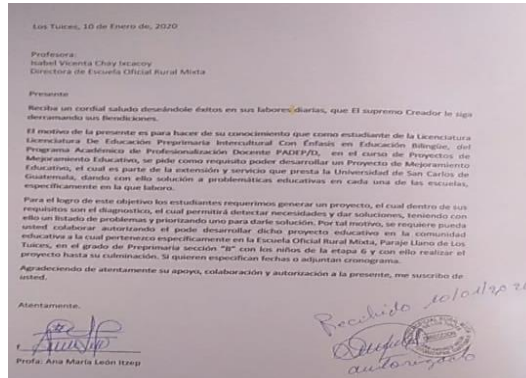 Los Tuices, 10 de Enero de, 2020
Profesora:
Isabel Vicenta Chay Ixcacoy
Directora de Escuela Oficial Rural Mixta
Presente
Reciba un cordial saludo deseándole éxitos en sus labores diarias, que El supremo Creador le siga
derramando sus Bendiciones.
El motivo de la presente es para hacer de su conocimiento que como estudiante de la Licenciatura
Licenciatura De Educación Preprimaria Intercultural Con Énfasis en Educación Bilingüe, del
Programa Académico de Profesionalización Docente PADEP/D, en el curso de Proyectos de
Mejoramiento Educativo, se pide como requisito poder desarrollar un Proyecto de Mejoramiento
Educativo, el cual es parte de la extensión y servicio que presta la Universidad de San Carlos de
Guatemala, dando con ello solución a problemáticas educativas en cada una de las escuelas,
específicamente en la que laboro.
Para el logro de este objetivo los estudiantes requerimos generar un proyecto, el cual dentro de sus
requisitos son el diagnostico, el cual permitirá detectar necesidades y dar soluciones, teniendo con
ello un listado de problemas y priorizando uno para darle solución. Por tal motivo, se requiere pueda
usted colaborar autorizando el pode desarrollar dicho proyecto educativo en la comunidad
educativa a la cual pertenezco específicamente en la Escuela Oficial Rural Mixta, Paraje Llano de Los
Tuices, en el grado de Preprimaria sección "B" con los niños de la etapa 6 y con ello realizar el
proyecto hasta su culminación. Si quieren especifican fechas o adjuntan cronograma.
Agradeciendo de atentamente su apoyo, colaboración y autorización a la presente, me suscribo de
usted.
Atentamente.
Recibido 10/01/2020
autorizado
DIRECCION
f
Profa: Ana María León Itzep